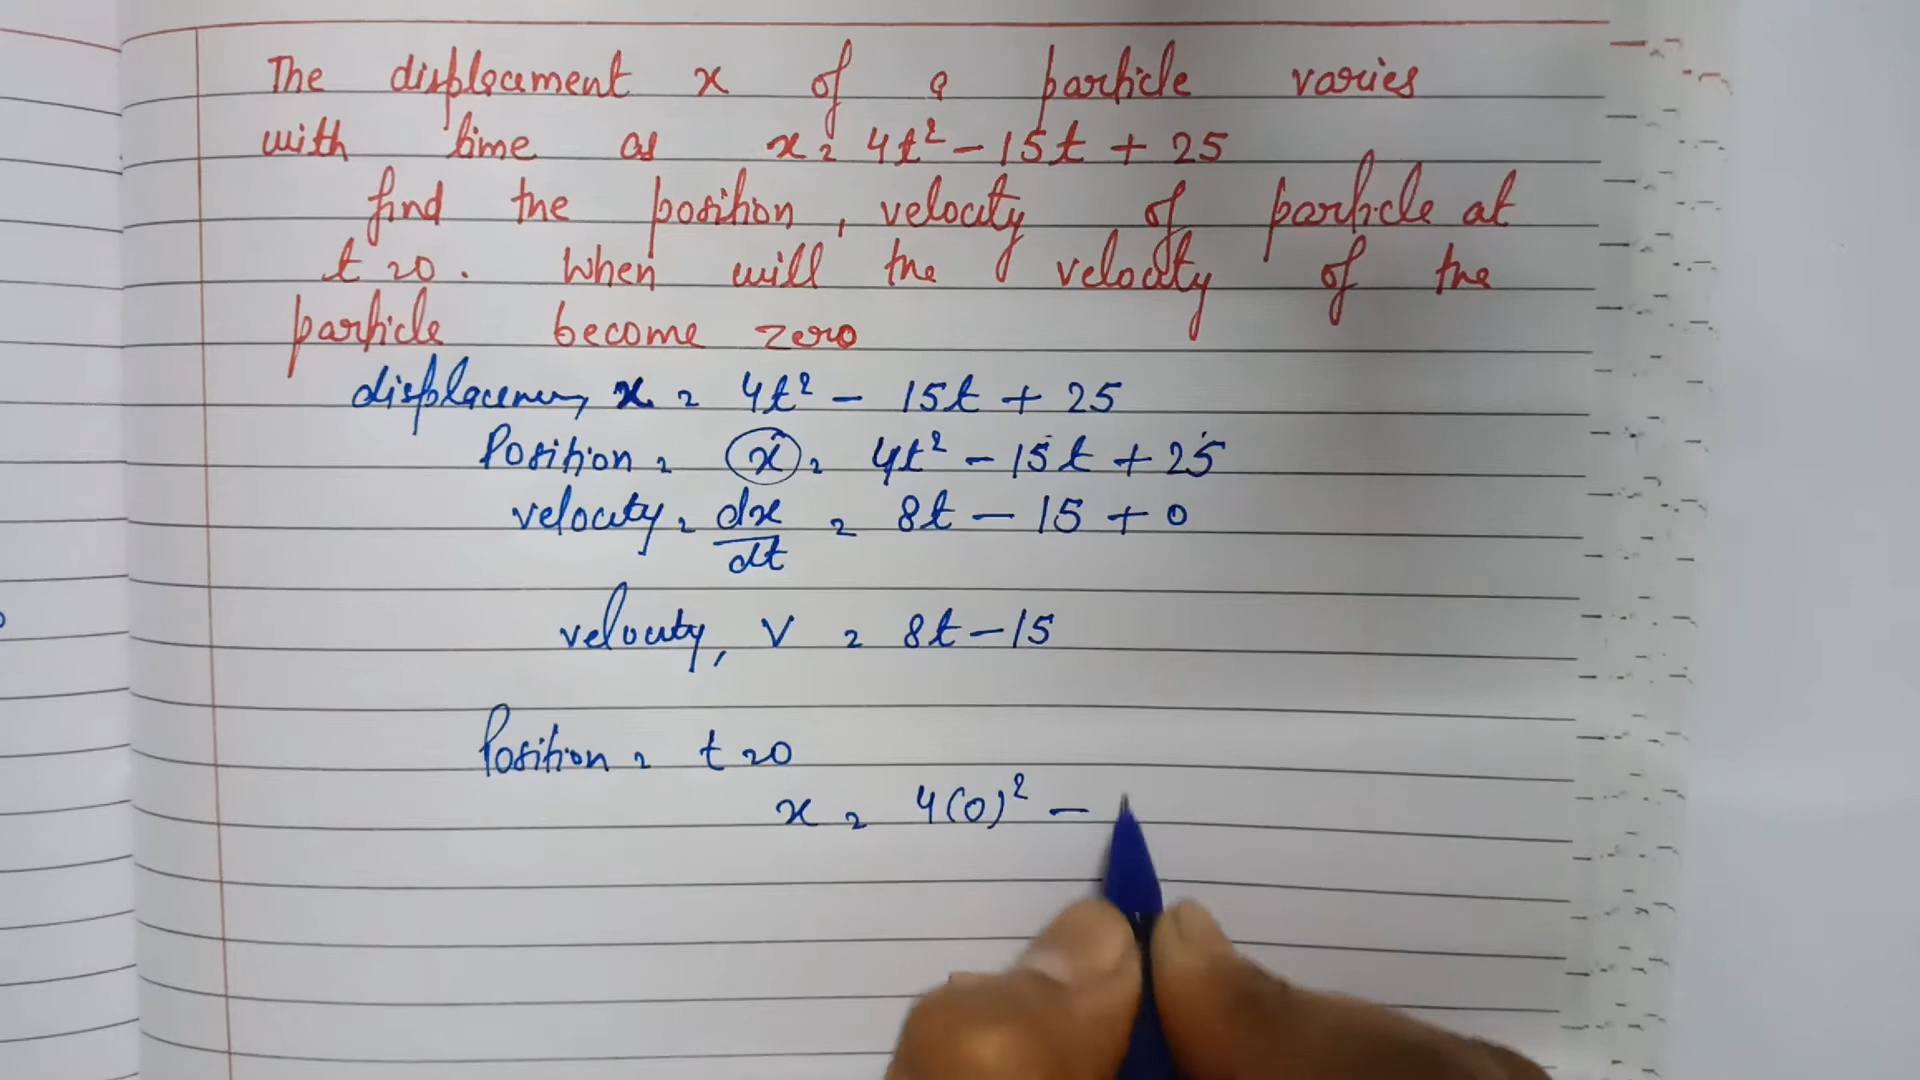 The displacement x of a particle varies
with time as x = 4t² - 15t + 25
find the position, velocity of particle at
t = 0. When will the velocity of the
particle become zero
displacement x = 4t² - 15t + 25
Position = x = 4t² - 15t + 25
velocity = dx/dt = 8t - 15 + 0
velocity, V = 8t - 15
Position = t = 0
x = 4(0)² -